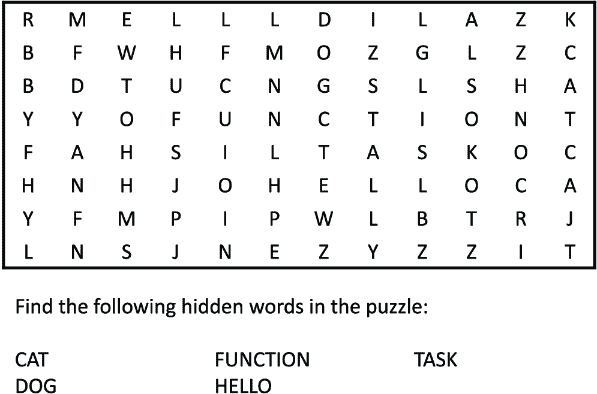 R M E L L L D I L A Z K
B F W H F M O Z G L Z C
B D T U C N G S L S H A
Y Y O F U N C T I O N T
F A H S I L T A S K O C
H N H J O H E L L O C A
Y F M P I P W L B T R J
L N S J N E Z Y Z Z I T
Find the following hidden words in the puzzle:
CAT FUNCTION TASK
DOG HELLO